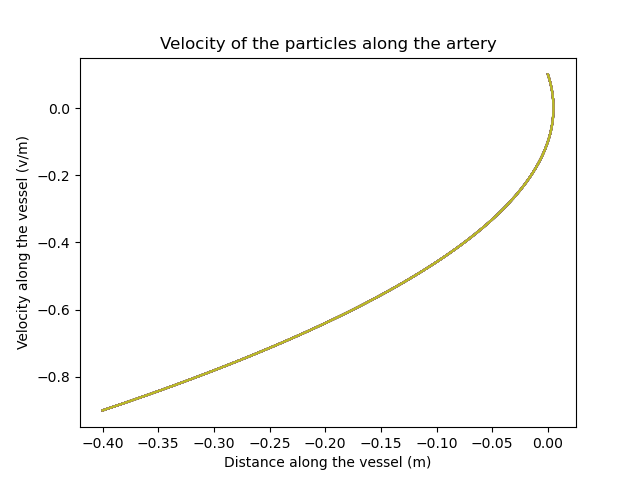 Velocity of the particles along the artery
Velocity along the vessel (v/m)
0.0
−0.2
−0.4
−0.6
−0.8
−0.40 −0.35 −0.30 −0.25 −0.20 −0.15 −0.10 −0.05 0.00
Distance along the vessel (m)